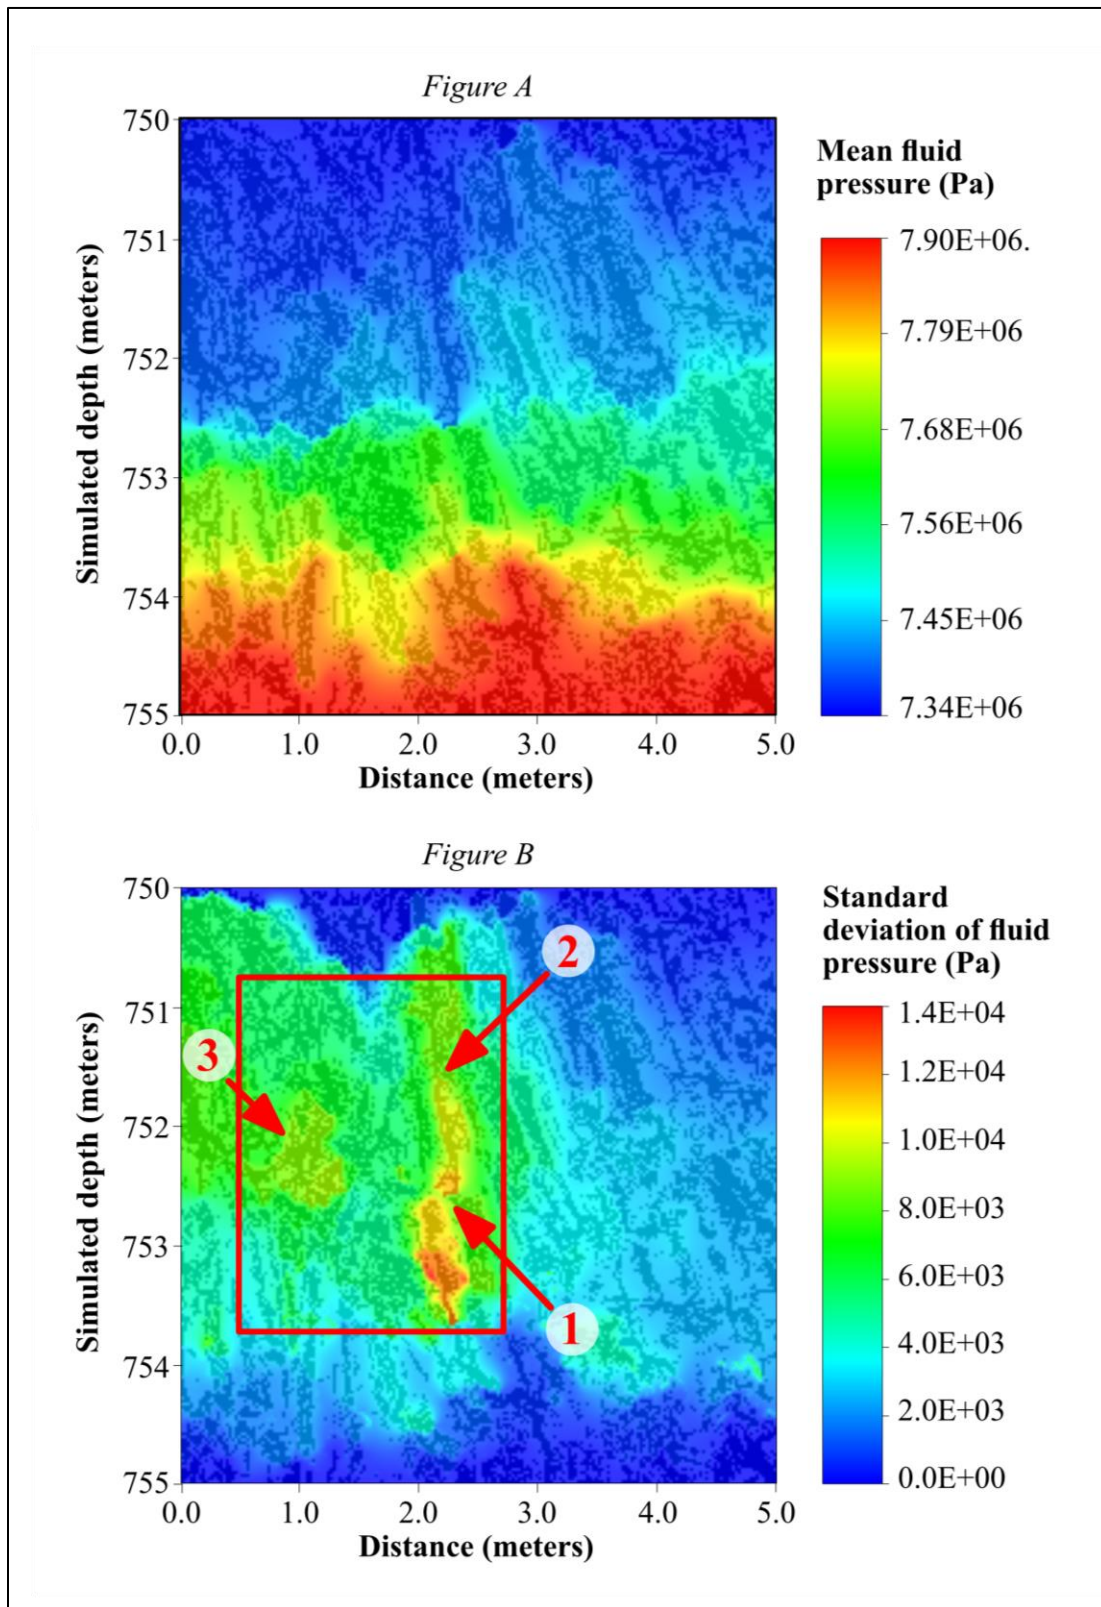 Figure A
750
751
752
753
754
755
Simulated depth (meters)
0.0 1.0 2.0 3.0 4.0 5.0
Distance (meters)
Mean fluid
pressure (Pa)
7.90E+06.
7.79E+06
7.68E+06
7.56E+06
7.45E+06
7.34E+06
Figure B
750
751
752
753
754
755
Simulated depth (meters)
2
3
1
0.0 1.0 2.0 3.0 4.0 5.0
Distance (meters)
Standard
deviation of fluid
pressure (Pa)
1.4E+04
1.2E+04
1.0E+04
8.0E+03
6.0E+03
4.0E+03
2.0E+03
0.0E+00